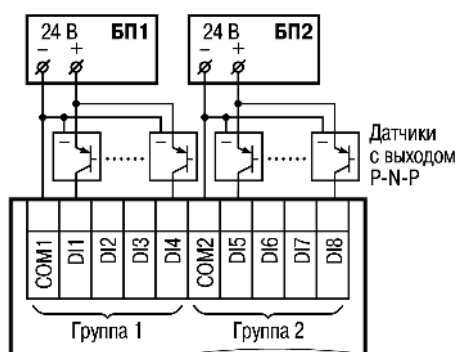 24 В БП1
– +
24 В БП2
– +
– –
– –
Датчики
с выходом
P-N-P
COM1 DI1 DI2 DI3 DI4 COM2 DI5 DI6 DI7 DI8
Группа 1 Группа 2